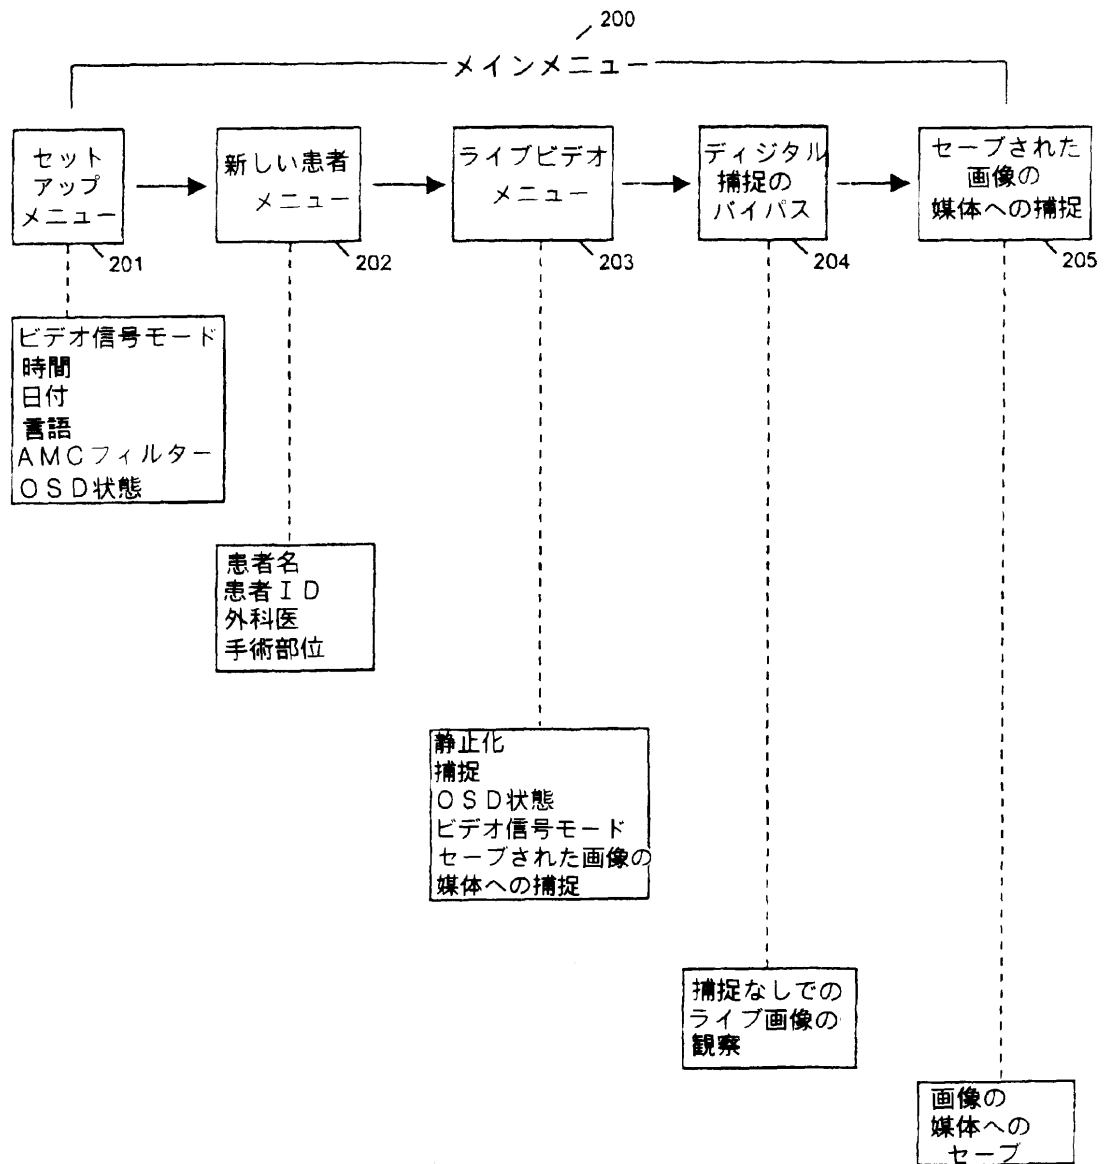 200
メインメニュー
セット
アップ
メニュー
201
新しい患者
メニュー
202
ライブビデオ
メニュー
203
ディジタル
捕捉の
バイパス
204
セーブされた
画像の
媒体への捕捉
205
ビデオ信号モード
時間
日付
言語
AMCフィルター
OSD状態
患者名
患者ID
外科医
手術部位
静止化
捕捉
OSD状態
ビデオ信号モード
セーブされた画像の
媒体への捕捉
捕捉なしでの
ライブ画像の
観察
画像の
媒体への
セーブ